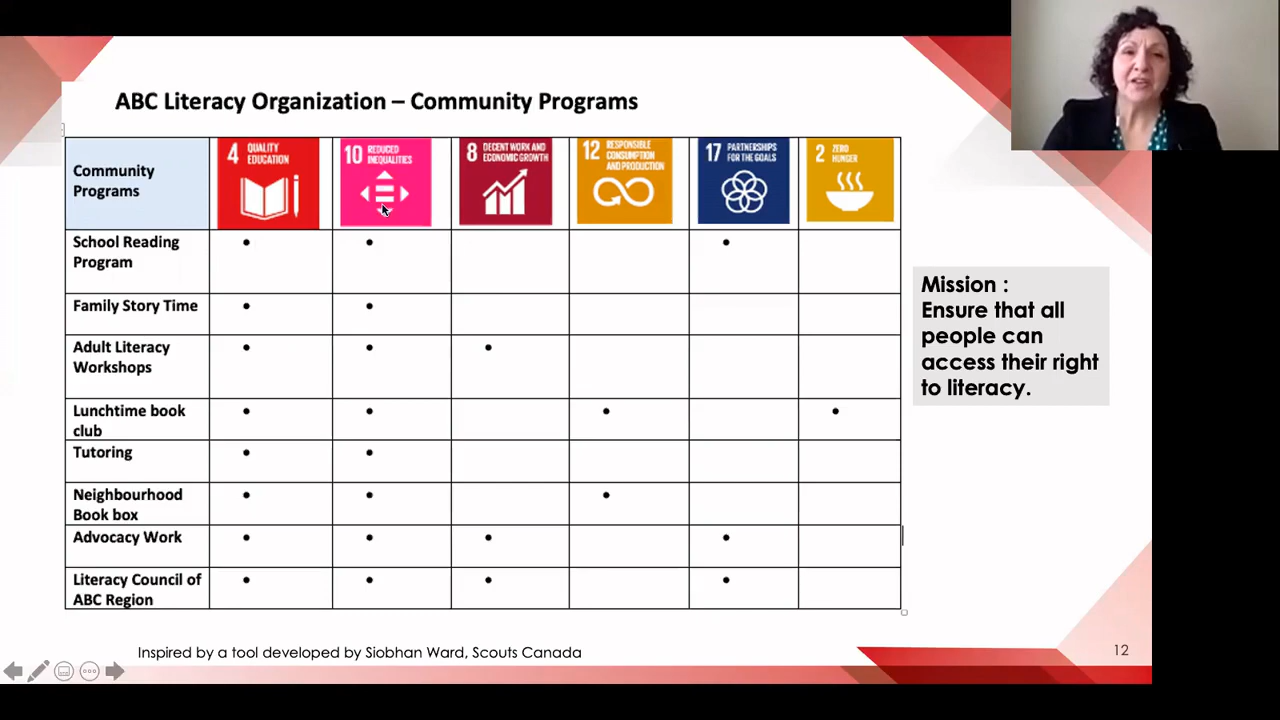 ABC Literacy Organization – Community Programs
Community
Programs
4 QUALITY
EDUCATION
10 REDUCED
INEQUALITIES
8 DECENT WORK AND
ECONOMIC GROWTH
12 RESPONSIBLE
CONSUMPTION
AND PRODUCTION
17 PARTNERSHIPS
FOR THE GOALS
2 ZERO
HUNGER
School Reading
Program
Family Story Time
Adult Literacy
Workshops
Lunchtime book
club
Tutoring
Neighbourhood
Book box
Advocacy Work
Literacy Council of
ABC Region
Mission :
Ensure that all
people can
access their right
to literacy.
Inspired by a tool developed by Siobhan Ward, Scouts Canada
12